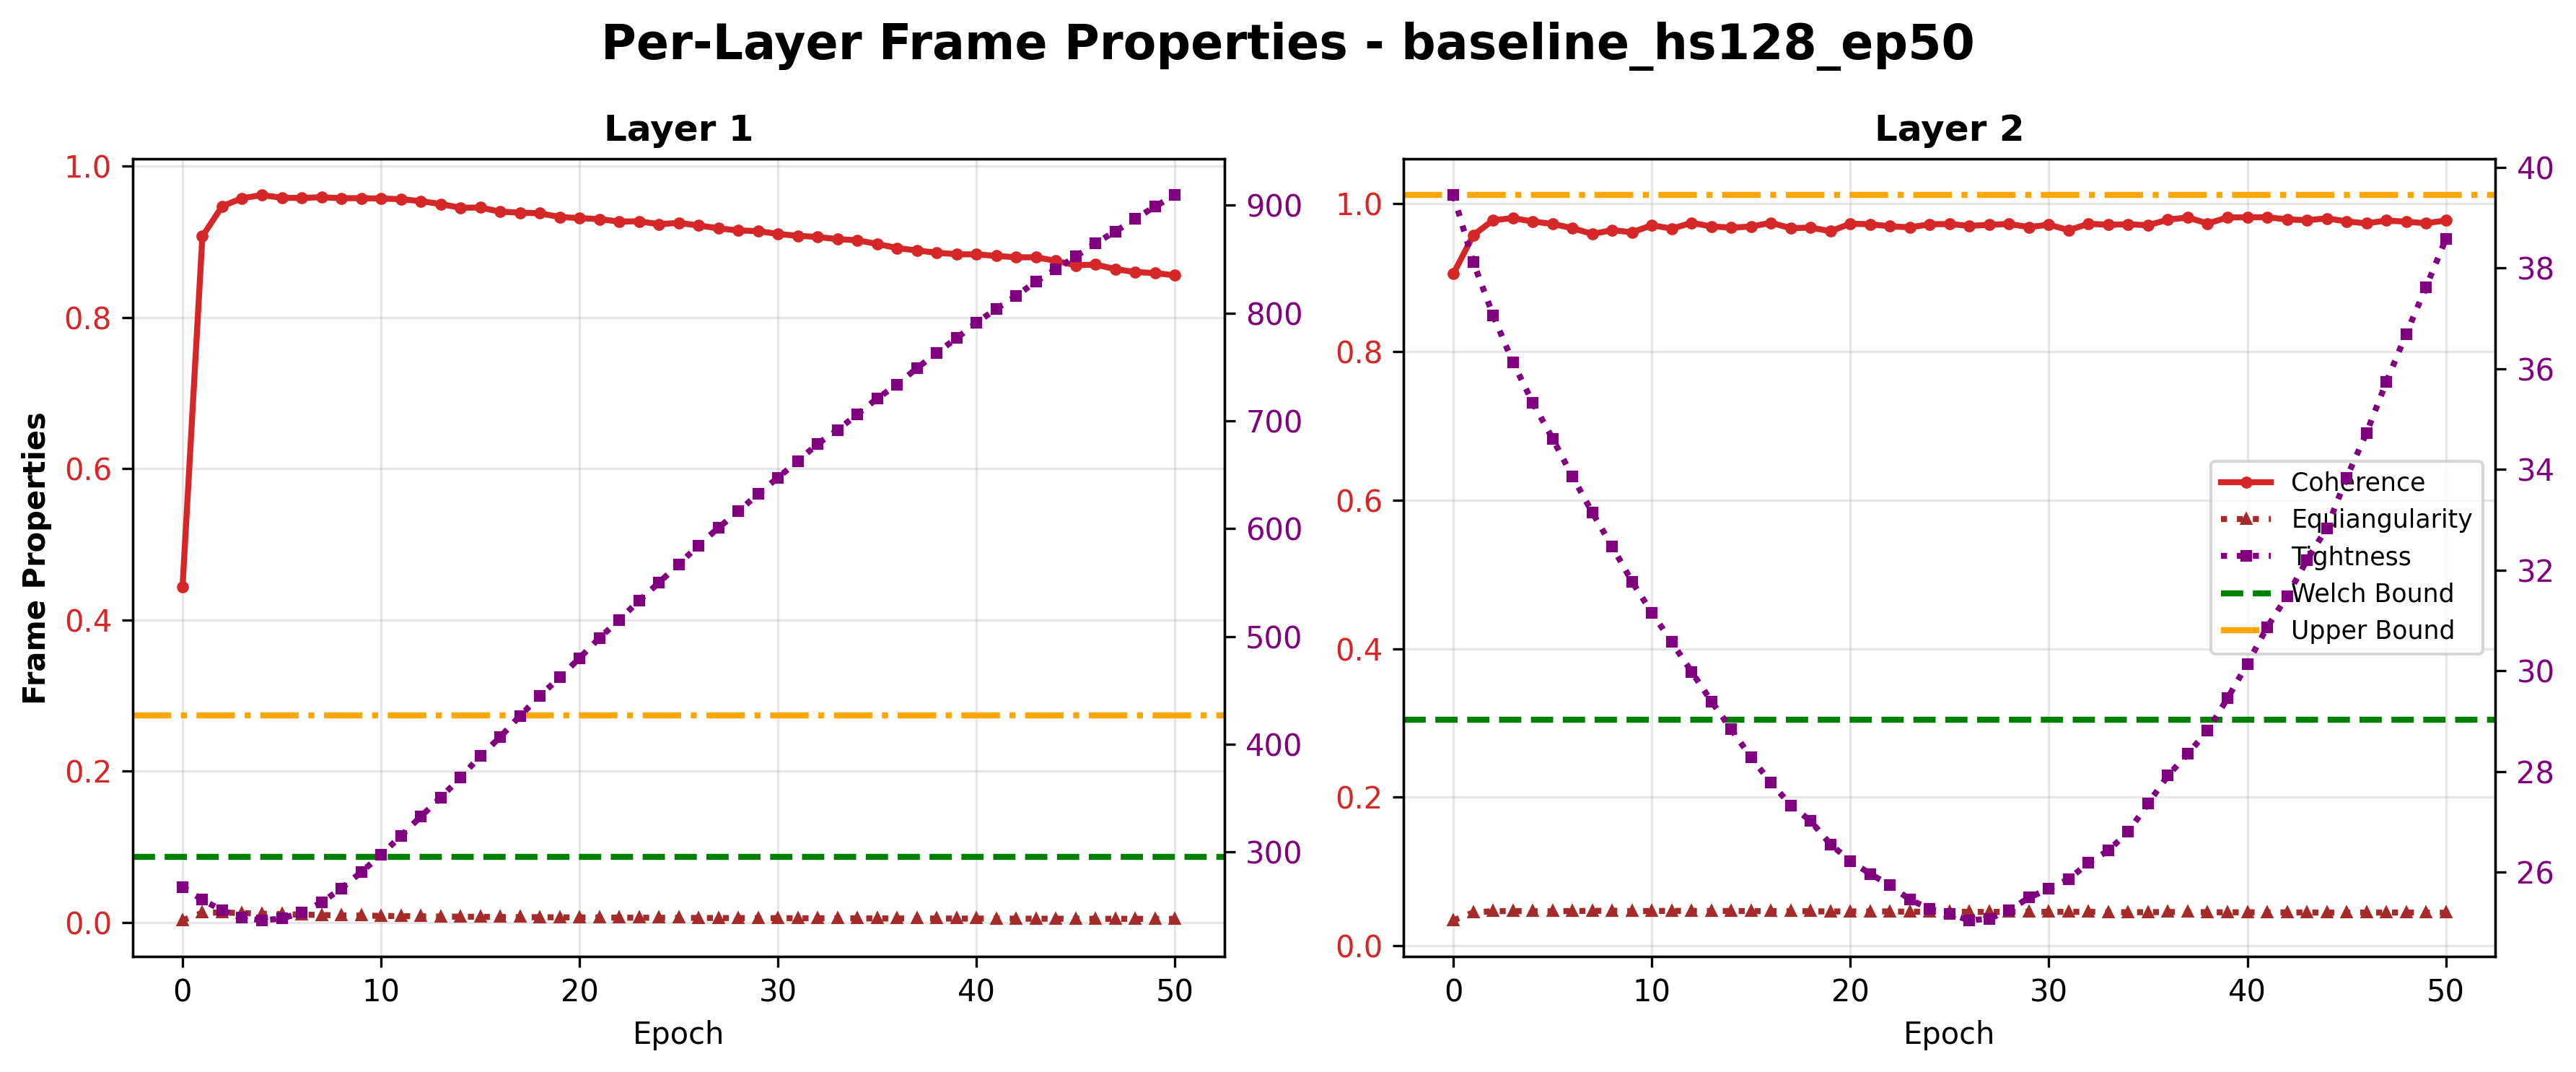 Per-Layer Frame Properties - baseline_hs128_ep50
Layer 1
Frame Properties
1.0
0.8
0.6
0.4
0.2
0.0
900
800
700
600
500
400
300
0 10 20 30 40 50
Epoch
Layer 2
1.0
0.8
0.6
0.4
0.2
0.0
40
38
36
34
32
30
28
26
Coherence
Equiangularity
Tightness
Welch Bound
Upper Bound
0 10 20 30 40 50
Epoch